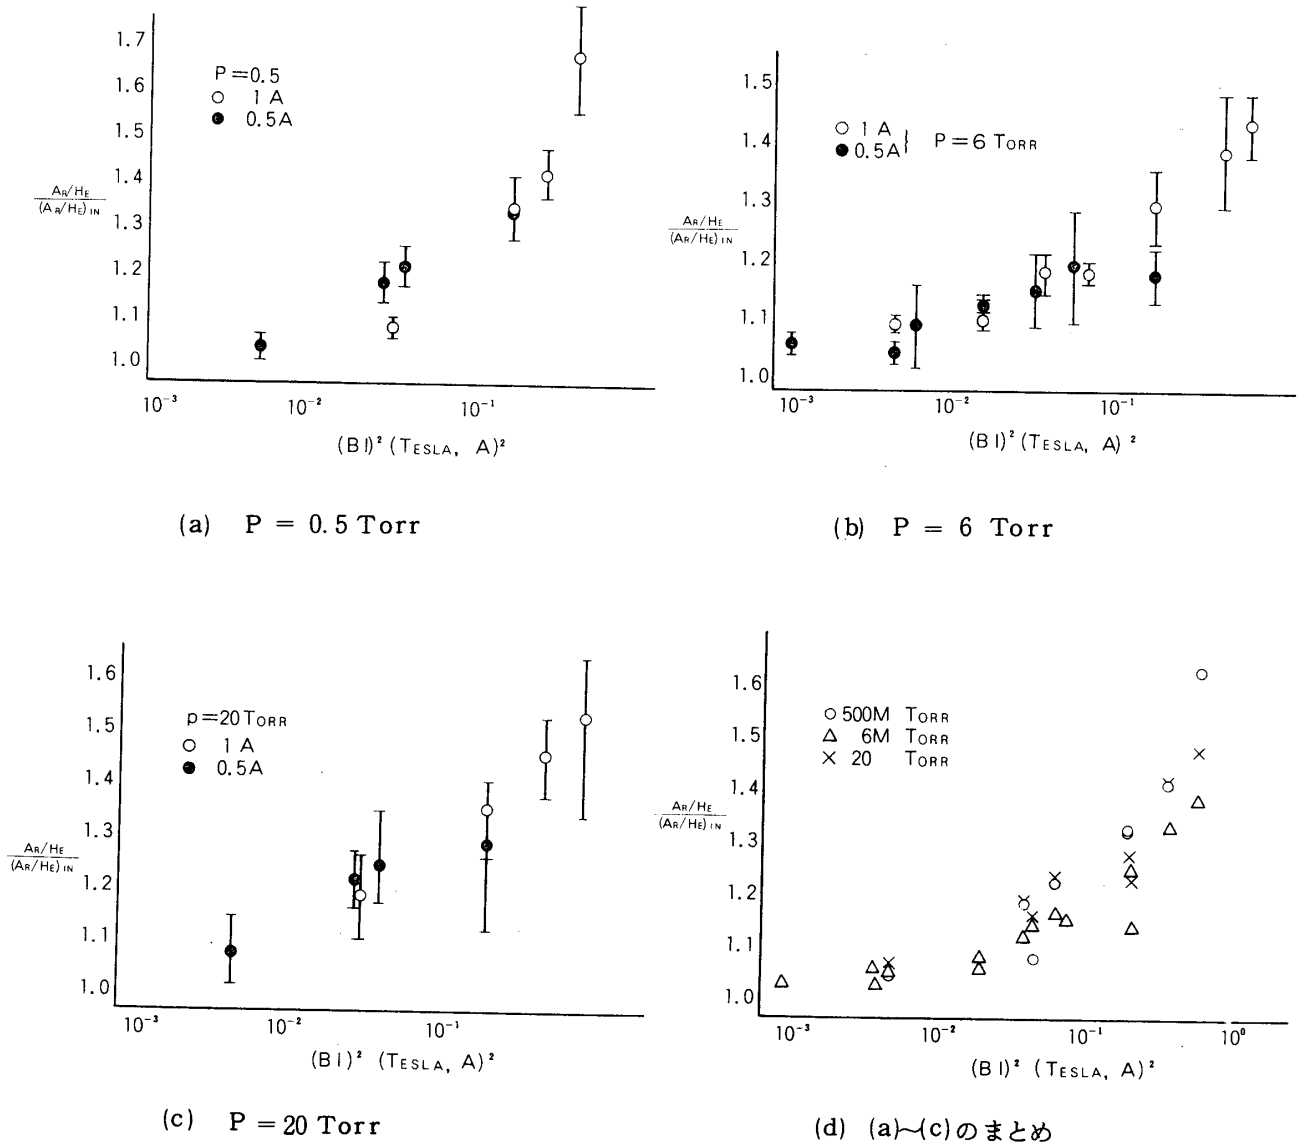 1.7
1.6
1.5
1.4
1.3
1.2
1.1
1.0
P=0.5
○ 1 A
● 0.5A
AR/HE
(AR/HE) IN
10⁻³ 10⁻² 10⁻¹
(BI)² (TESLA, A)²
(a) P = 0.5 Torr
1.5
1.4
1.3
1.2
1.1
1.0
○ 1 A
● 0.5A } P=6 TORR
AR/HE
(AR/HE) IN
10⁻³ 10⁻² 10⁻¹
(BI)² (TESLA, A)²
(b) P = 6 Torr
1.6
1.5
1.4
1.3
1.2
1.1
1.0
p=20 TORR
○ 1 A
● 0.5A
AR/HE
(AR/HE) IN
10⁻³ 10⁻² 10⁻¹
(BI)² (TESLA, A)²
(c) P = 20 Torr
1.6
1.5
1.4
1.3
1.2
1.1
1.0
○ 500M TORR
△ 6M TORR
× 20 TORR
AR/HE
(AR/HE) IN
10⁻³ 10⁻² 10⁻¹ 10⁰
(BI)² (TESLA, A)²
(d) (a)~(c)のまとめ